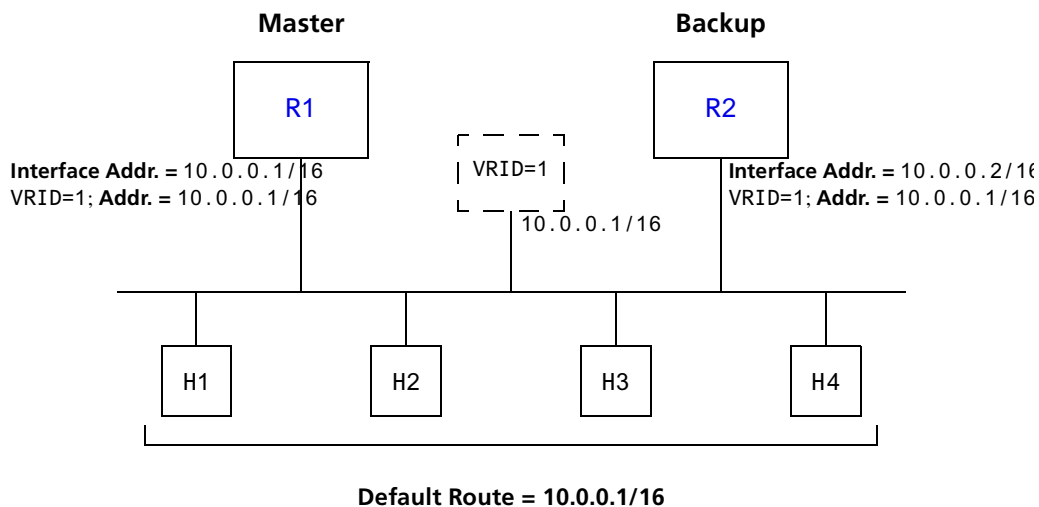 Master
Backup
R1
R2
VRID=1
Interface Addr. = 10.0.0.1/16
VRID=1; Addr. = 10.0.0.1/16
Interface Addr. = 10.0.0.2/16
VRID=1; Addr. = 10.0.0.1/16
10.0.0.1/16
H1
H2
H3
H4
Default Route = 10.0.0.1/16